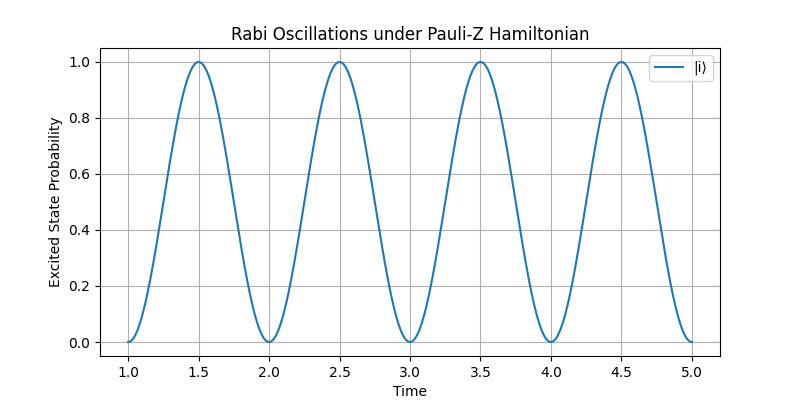 Rabi Oscillations under Pauli-Z Hamiltonian
|i⟩
Excited State Probability
1.0
0.8
0.6
0.4
0.2
0.0
1.0 1.5 2.0 2.5 3.0 3.5 4.0 4.5 5.0
Time